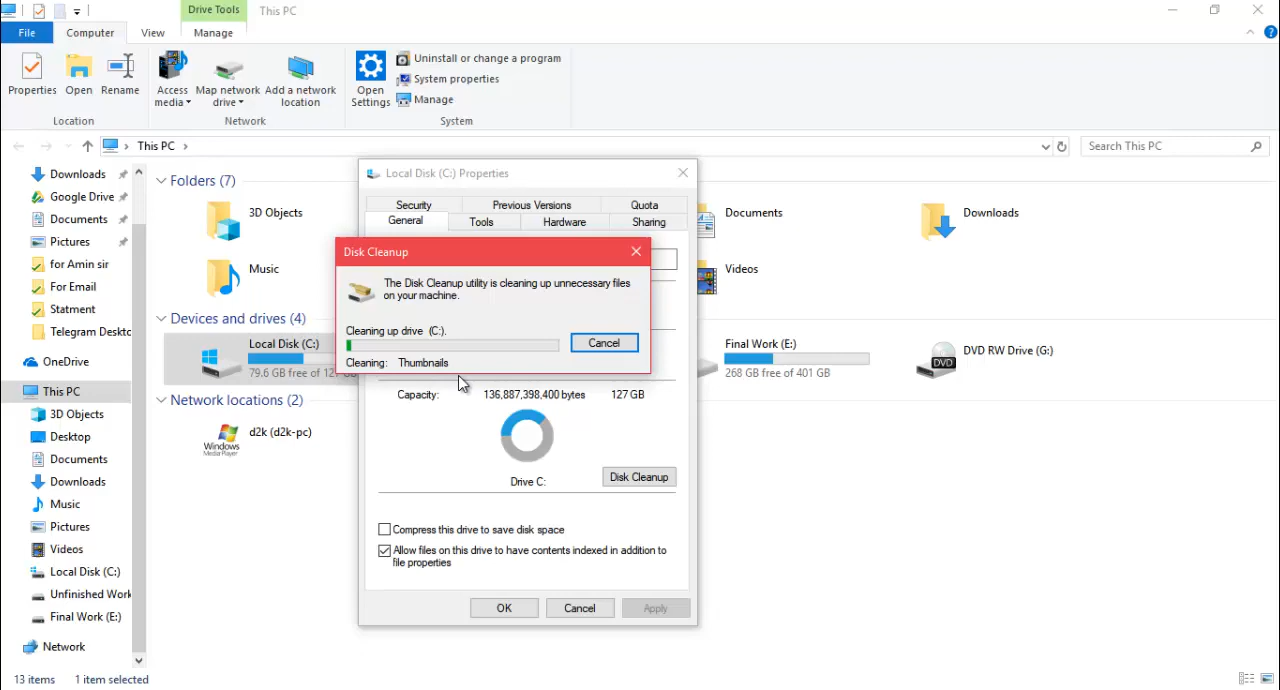 Drive Tools
This PC
File
Computer
View
Manage
Properties
Open
Rename
Access media
Map network drive
Add a network location
Open Settings
Uninstall or change a program
System properties
Manage
Location
Network
System
This PC
Search This PC
Downloads
Google Drive
Documents
Pictures
for Amin sir
For Email
Statment
Telegram Deskto
OneDrive
This PC
3D Objects
Desktop
Documents
Downloads
Music
Pictures
Videos
Local Disk (C:)
Unfinished Work
Final Work (E:)
Network
Folders (7)
3D Objects
Documents
Downloads
Music
Videos
Devices and drives (4)
Local Disk (C:)
79.6 GB free of
Final Work (E:)
268 GB free of 401 GB
DVD RW Drive (G:)
DVD
Network locations (2)
d2k (d2k-pc)
Windows
Media Player
Local Disk (C:) Properties
Security
Previous Versions
Quota
General
Tools
Hardware
Sharing
Disk Cleanup
The Disk Cleanup utility is cleaning up unnecessary files
on your machine.
Cleaning up drive (C:).
Cancel
Cleaning: Thumbnails
Capacity: 136,887,398,400 bytes 127 GB
Drive C:
Disk Cleanup
Compress this drive to save disk space
Allow files on this drive to have contents indexed in addition to
file properties
OK
Cancel
Apply
13 items
1 item selected